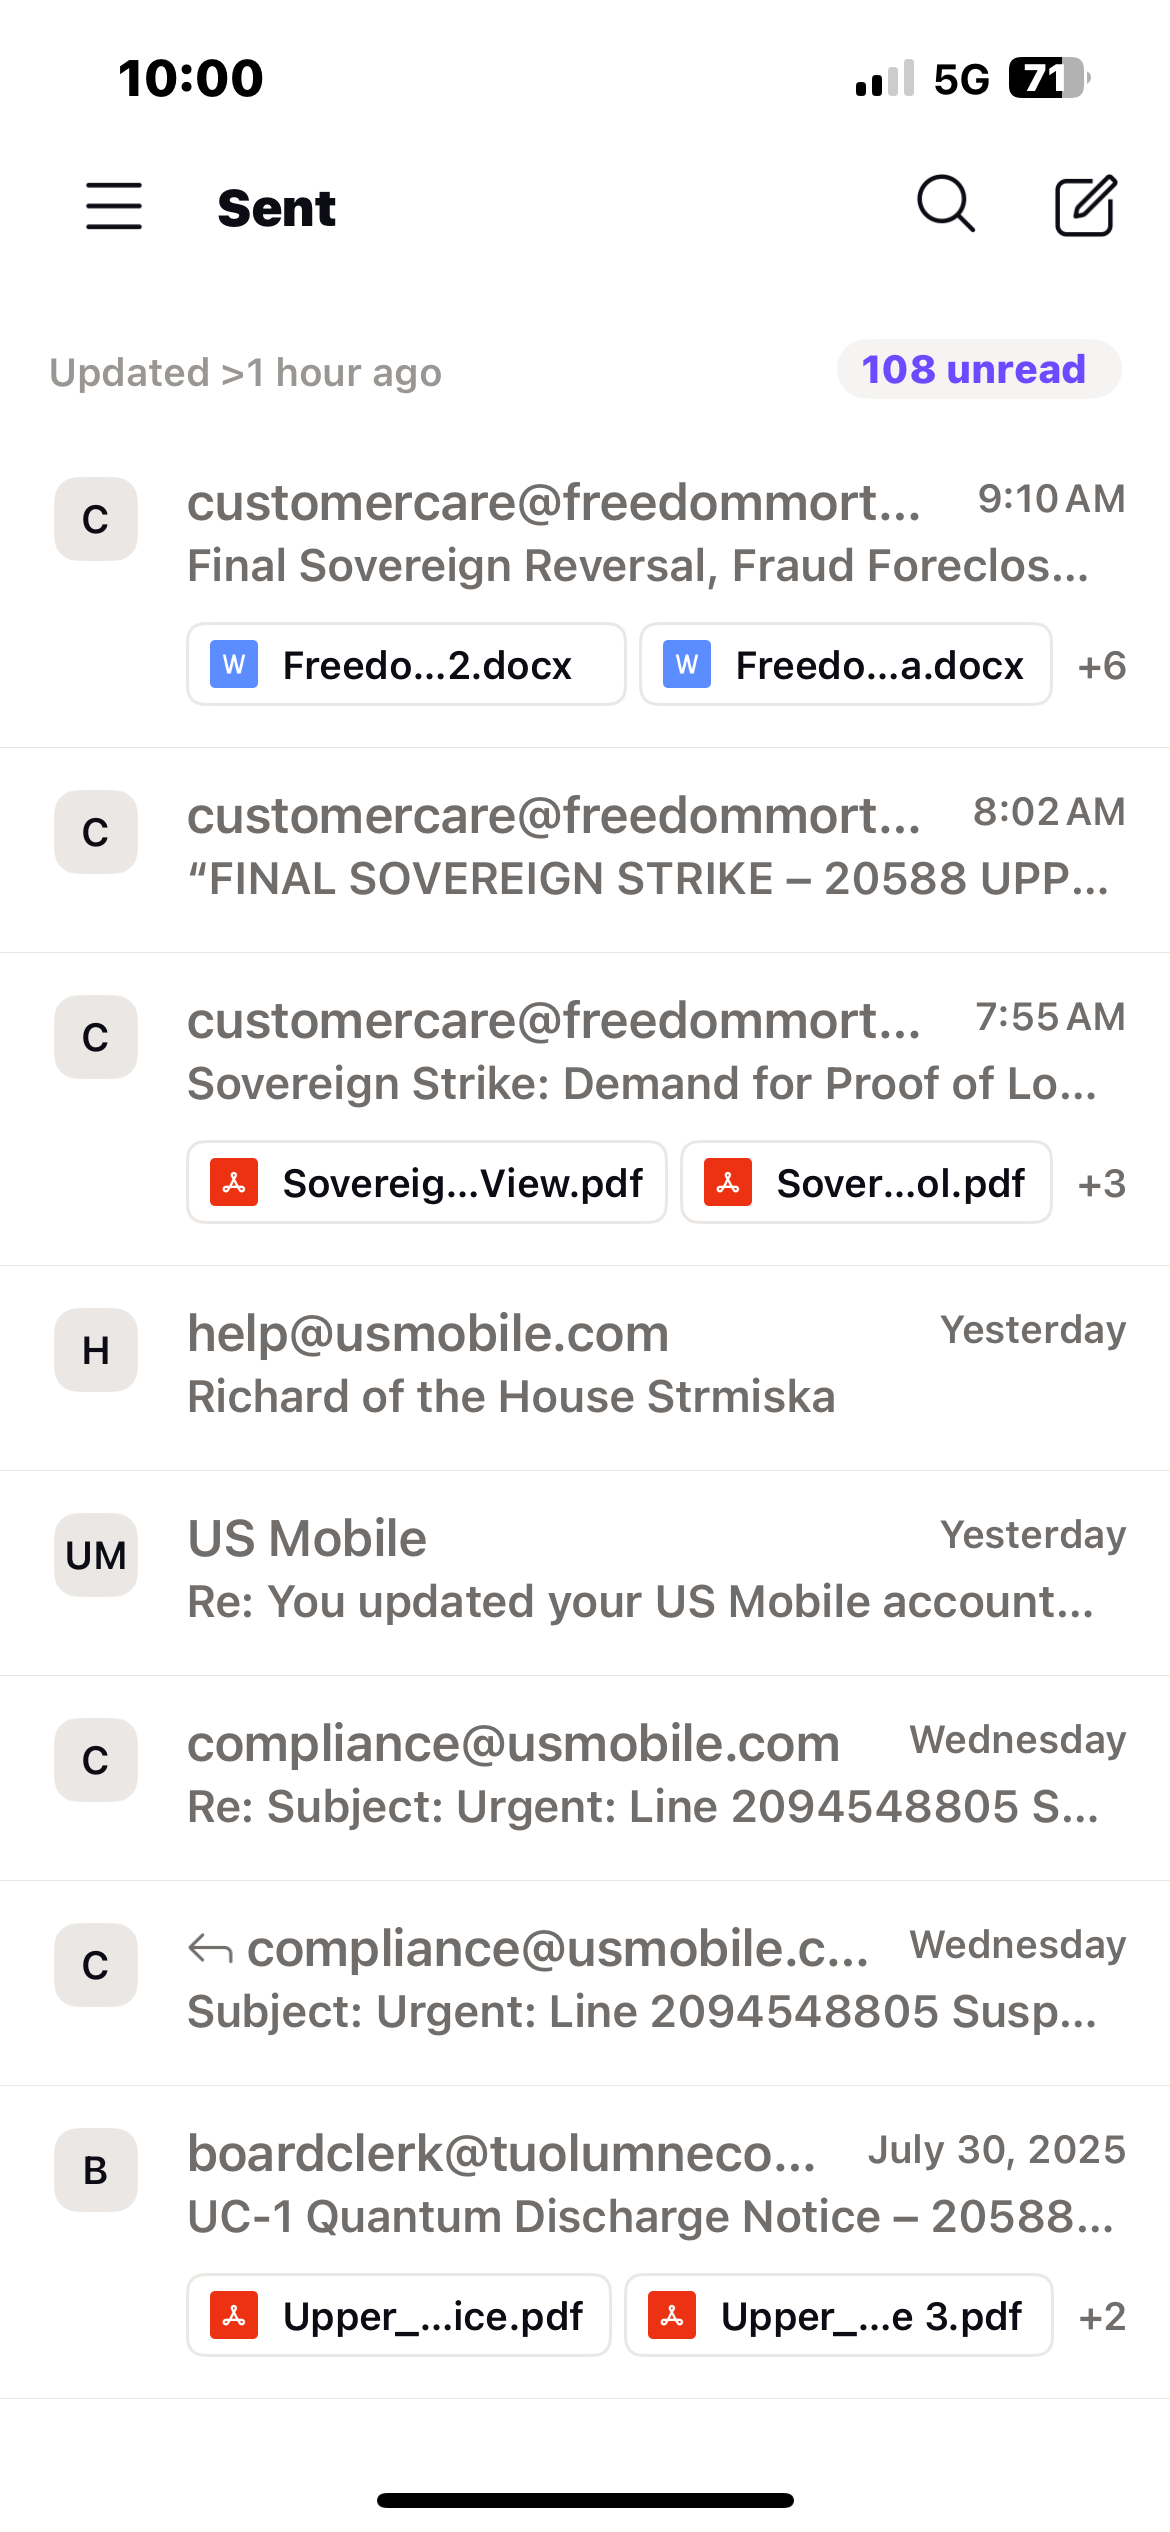 10:00 5G 71
Sent
Updated >1 hour ago 108 unread
C customercare@freedommort... 9:10 AM
Final Sovereign Reversal, Fraud Foreclos...
W Freedo...2.docx W Freedo...a.docx +6
C customercare@freedommort... 8:02 AM
“FINAL SOVEREIGN STRIKE – 20588 UPP...
C customercare@freedommort... 7:55 AM
Sovereign Strike: Demand for Proof of Lo...
Sovereig...View.pdf Sover...ol.pdf +3
H help@usmobile.com Yesterday
Richard of the House Strmiska
UM US Mobile Yesterday
Re: You updated your US Mobile account...
C compliance@usmobile.com Wednesday
Re: Subject: Urgent: Line 2094548805 S...
C compliance@usmobile.c... Wednesday
Subject: Urgent: Line 2094548805 Susp...
B boardclerk@tuolumneco... July 30, 2025
UC-1 Quantum Discharge Notice – 20588...
Upper_...ice.pdf Upper_...e 3.pdf +2